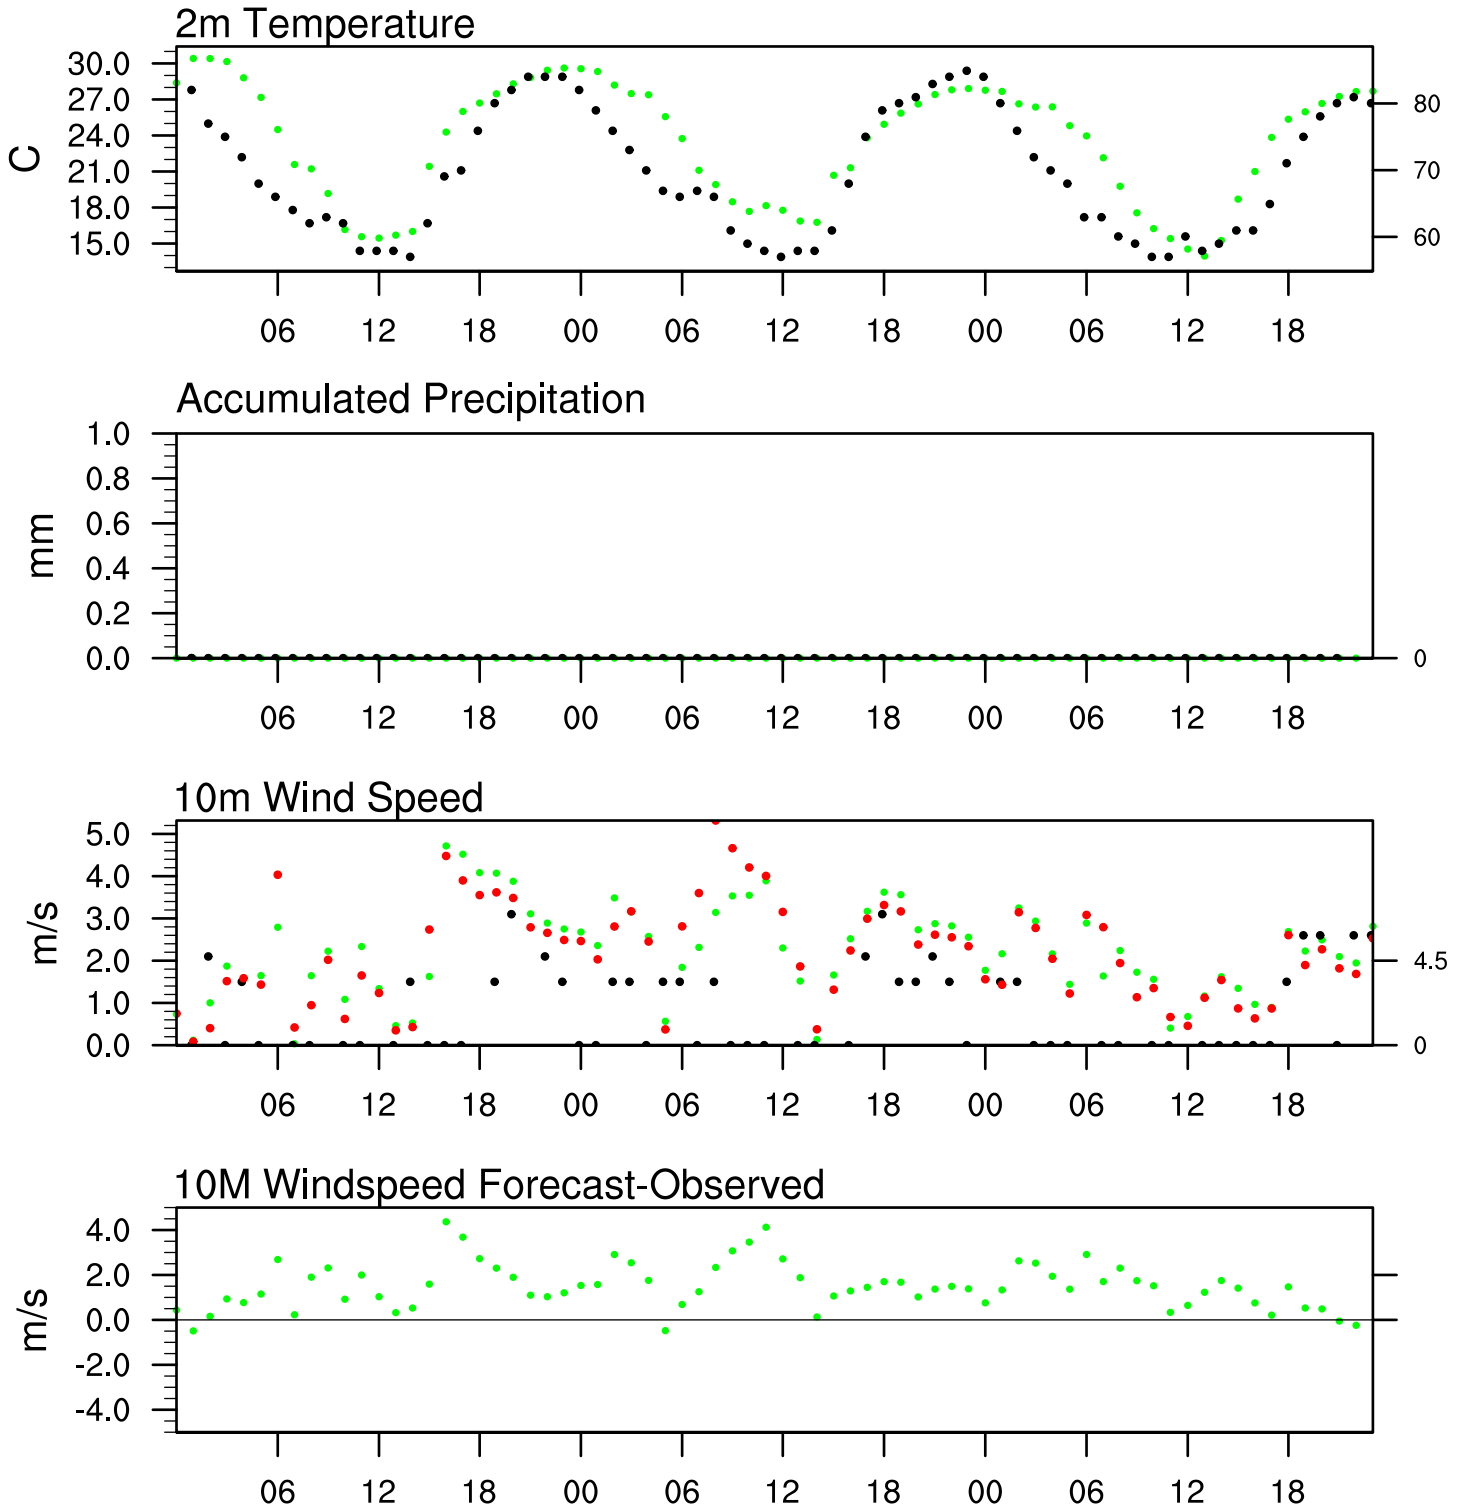 2m Temperature
30.0
27.0
24.0
21.0
18.0
15.0
C
80
70
60
06 12 18 00 06 12 18 00 06 12 18
Accumulated Precipitation
1.0
0.8
0.6
0.4
0.2
0.0
mm
0
06 12 18 00 06 12 18 00 06 12 18
10m Wind Speed
5.0
4.0
3.0
2.0
1.0
0.0
m/s
4.5
0
06 12 18 00 06 12 18 00 06 12 18
10M Windspeed Forecast-Observed
4.0
2.0
0.0
-2.0
-4.0
m/s
06 12 18 00 06 12 18 00 06 12 18